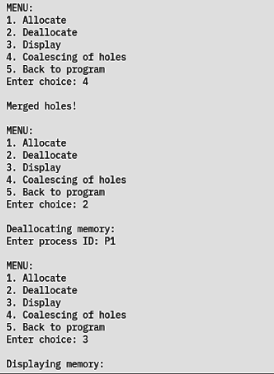 MENU:
1. Allocate
2. Deallocate
3. Display
4. Coalescing of holes
5. Back to program
Enter choice: 4
Merged holes!
MENU:
1. Allocate
2. Deallocate
3. Display
4. Coalescing of holes
5. Back to program
Enter choice: 2
Deallocating memory:
Enter process ID: P1
MENU:
1. Allocate
2. Deallocate
3. Display
4. Coalescing of holes
5. Back to program
Enter choice: 3
Displaying memory: